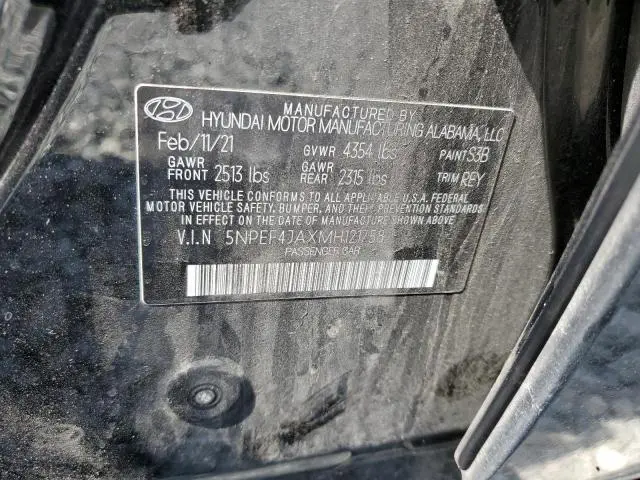 MANUFACTURED BY
HYUNDAI MOTOR MANUFACTURING ALABAMA, LLC
Feb/11/21 GVWR 4354 lbs PAINT S3B
GAWR FRONT 2513 lbs GAWR REAR 2315 lbs TRIM REY
THIS VEHICLE CONFORMS TO ALL APPLICABLE U.S.A. FEDERAL
MOTOR VEHICLE SAFETY, BUMPER, AND THEFT PREVENTION STANDARDS
IN EFFECT ON THE DATE OF MANUFACTURE SHOWN ABOVE.
V.I.N
PASSENGER CAR